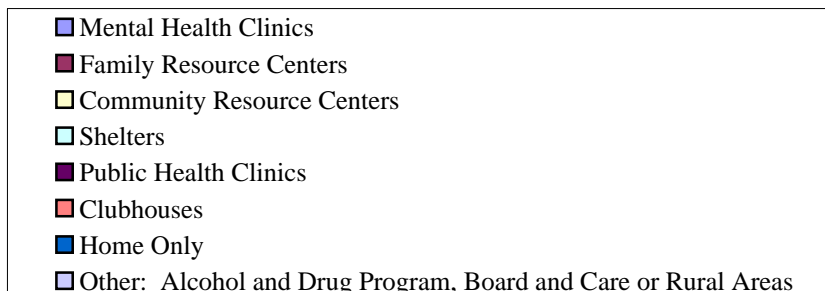 Mental Health Clinics
Family Resource Centers
Community Resource Centers
Shelters
Public Health Clinics
Clubhouses
Home Only
Other:  Alcohol and Drug Program, Board and Care or Rural Areas